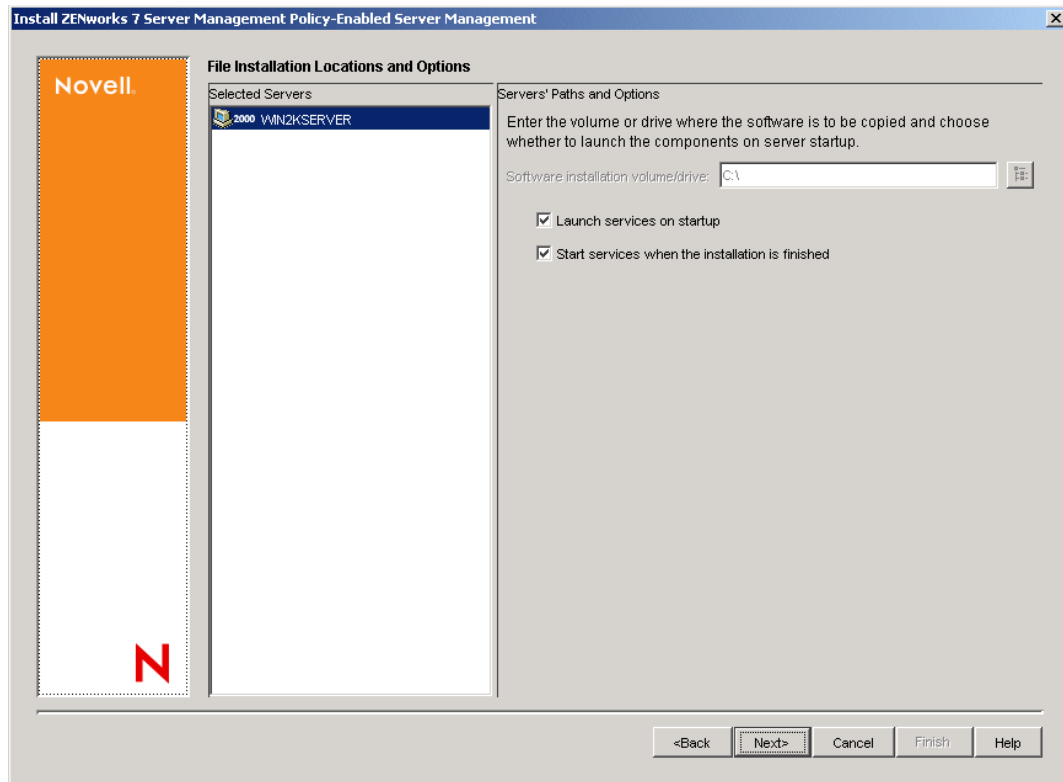 Install ZENworks 7 Server Management Policy-Enabled Server Management
Novell.
File Installation Locations and Options
Selected Servers
2000 WIN2KSERVER
Servers' Paths and Options
Enter the volume or drive where the software is to be copied and choose
whether to launch the components on server startup.
Software installation volume/drive: C:\
Launch services on startup
Start services when the installation is finished
N
<Back Next> Cancel Finish Help